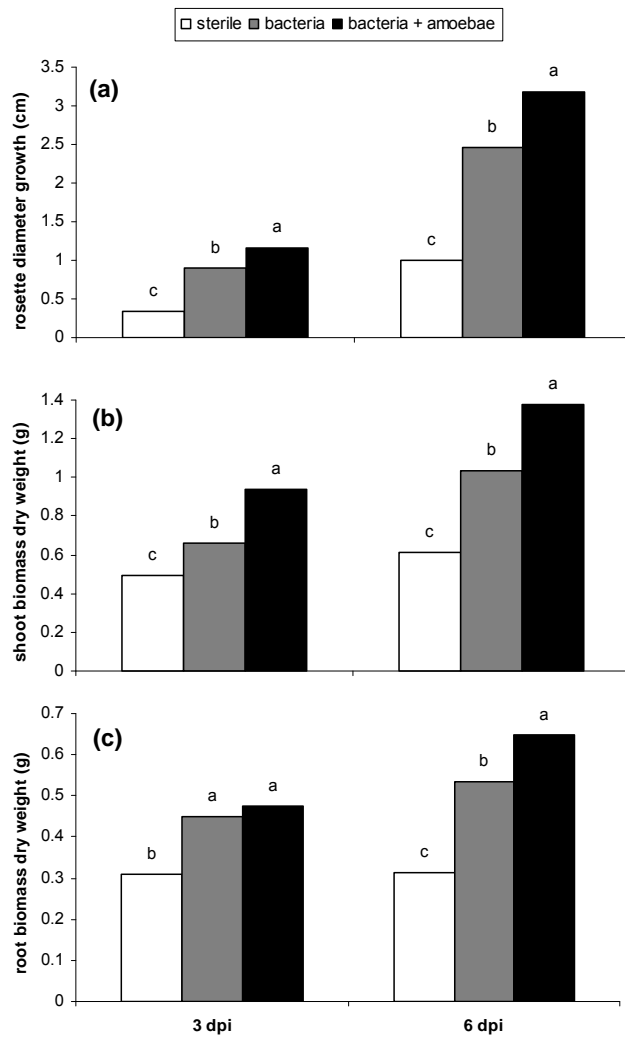 sterile bacteria bacteria + amoebae
(a)
rosette diameter growth (cm)
3.5
3
2.5
2
1.5
1
0.5
0
c b a c b a
(b)
shoot biomass dry weight (g)
1.4
1.2
1
0.8
0.6
0.4
0.2
0
c b a c b a
(c)
root biomass dry weight (g)
0.7
0.6
0.5
0.4
0.3
0.2
0.1
0
b a a c b a
3 dpi 6 dpi